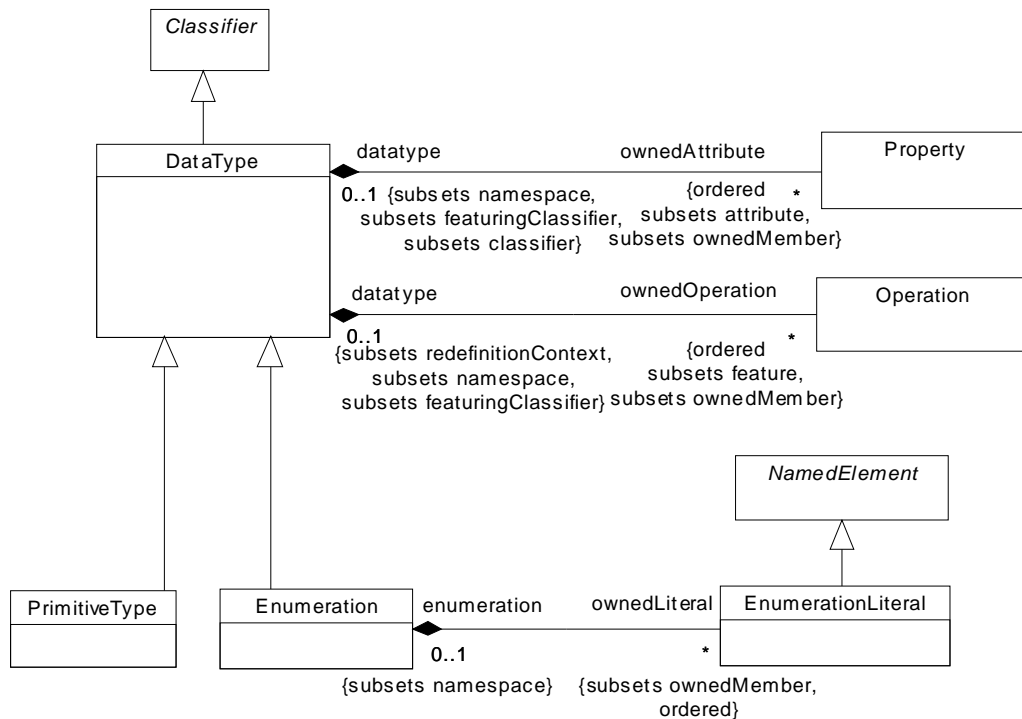 Classifier
DataType
datatype
ownedAttribute
Property
0..1 {subsets namespace,
subsets featuringClassifier,
subsets classifier}
{ordered *
subsets attribute,
subsets ownedMember}
datatype
ownedOperation
Operation
0..1
{subsets redefinitionContext,
subsets namespace,
subsets featuringClassifier}
*
{ordered
subsets feature,
subsets ownedMember}
NamedElement
PrimitiveType
Enumeration
enumeration
ownedLiteral
EnumerationLiteral
0..1
*
{subsets namespace}
{subsets ownedMember,
ordered}